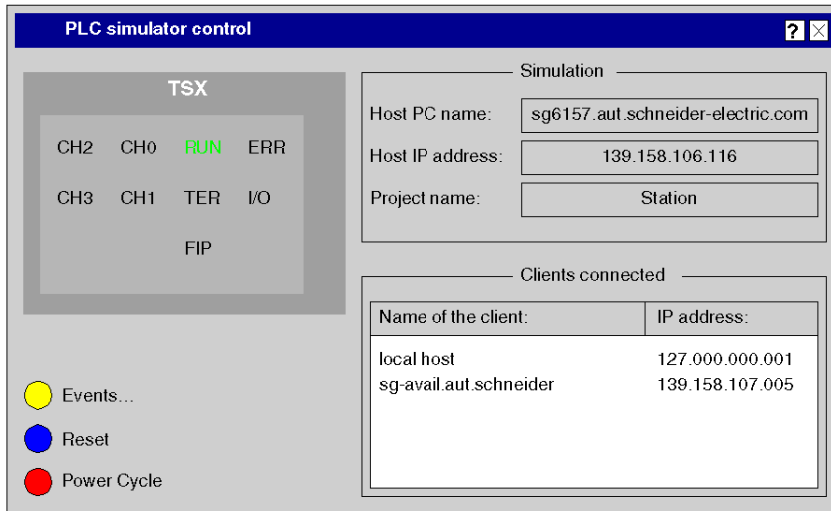 PLC simulator control
? 
TSX
CH2 CH0 RUN ERR
CH3 CH1 TER I/O
FIP
Events...
Reset
Power Cycle
Simulation
Host PC name: sg6157.aut.schneider-electric.com
Host IP address: 139.158.106.116
Project name: Station
Clients connected
Name of the client: IP address:
local host 127.000.000.001
sg-avail.aut.schneider 139.158.107.005